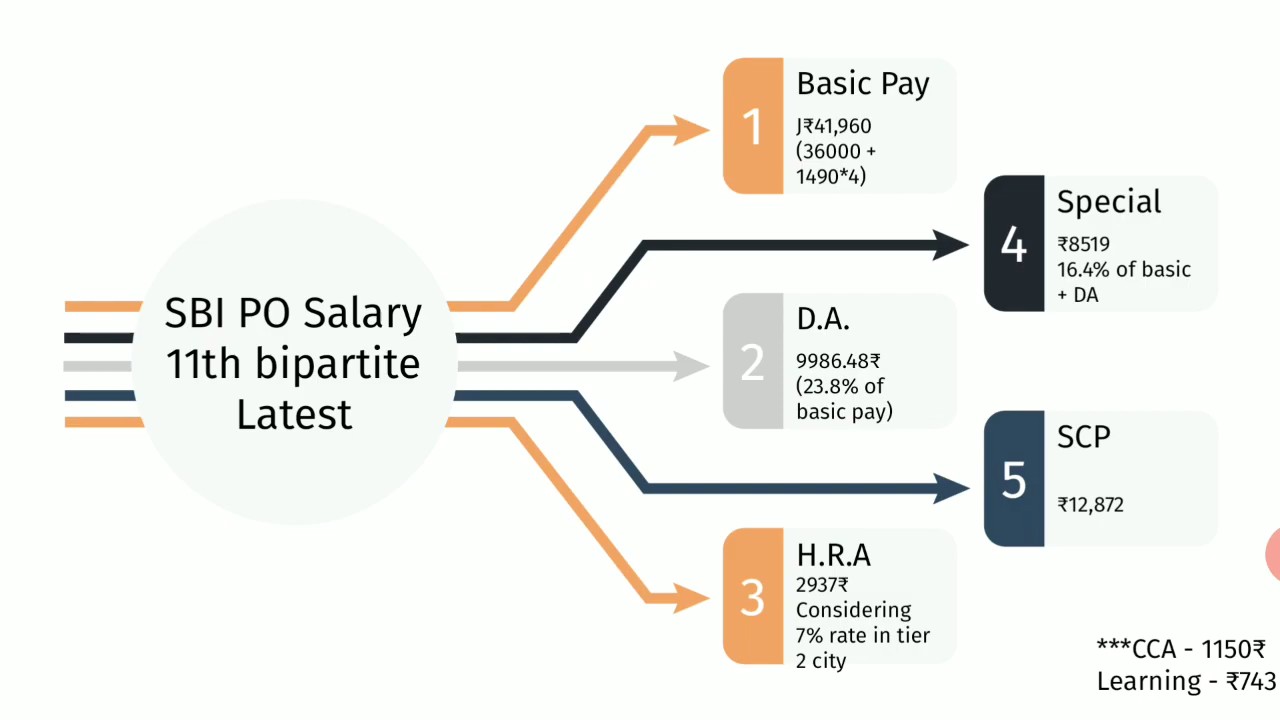 SBI PO Salary
11th bipartite
Latest
1
Basic Pay
J₹41,960
(36000 +
1490*4)
4
Special
₹8519
16.4% of basic
+ DA
2
D.A.
9986.48₹
(23.8% of
basic pay)
5
SCP
₹12,872
3
H.R.A
2937₹
Considering
7% rate in tier
2 city
***CCA - 1150₹
Learning - ₹743